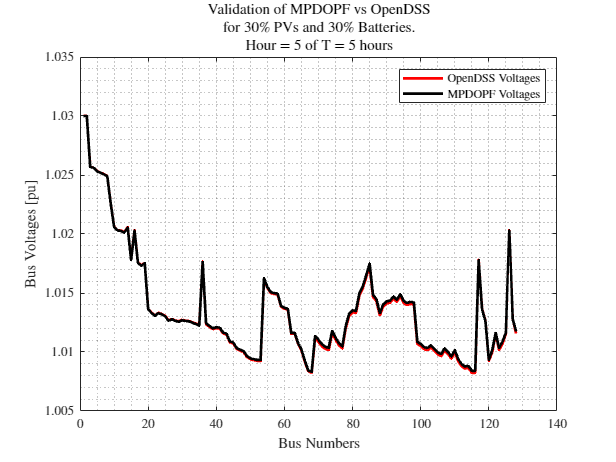 Validation of MPDOPF vs OpenDSS
for 30% PVs and 30% Batteries.
Hour = 5 of T = 5 hours
OpenDSS Voltages
MPDOPF Voltages
Bus Voltages [pu]
1.035
1.03
1.025
1.02
1.015
1.01
1.005
0 20 40 60 80 100 120 140
Bus Numbers